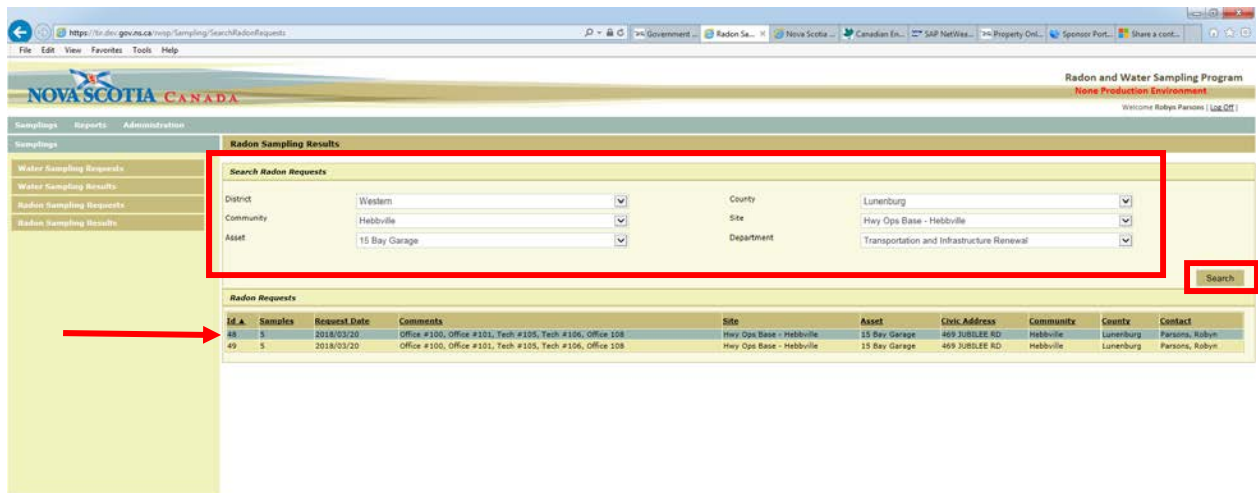 https://tir.dev.gov.ns.ca/rwsp/Sampling/SearchRadonRequests
Government ... Radon Sa... Nova Scotia ... Canadian En... SAP NetWea... Property Onl... Sponsor Port... Share a cont...
File Edit View Favorites Tools Help
NOVA SCOTIA CANADA
Radon and Water Sampling Program
None Production Environment
Welcome Robyn Parsons | Log Off |
Samplings Reports Administration
Samplings
Radon Sampling Results
Water Sampling Requests
Water Sampling Results
Radon Sampling Requests
Radon Sampling Results
Search Radon Requests
District Western County Lunenburg
Community Hebbville Site Hwy Ops Base - Hebbville
Asset 15 Bay Garage Department Transportation and Infrastructure Renewal
Search
Radon Requests
Id ▲ Samples Request Date Comments Site Asset Civic Address Community County Contact
48 5 2018/03/20 Office #100, Office #101, Tech #105, Tech #106, Office 108 Hwy Ops Base - Hebbville 15 Bay Garage 469 JUBILEE RD Hebbville Lunenburg Parsons, Robyn
49 5 2018/03/20 Office #100, Office #101, Tech #105, Tech #106, Office 108 Hwy Ops Base - Hebbville 15 Bay Garage 469 JUBILEE RD Hebbville Lunenburg Parsons, Robyn